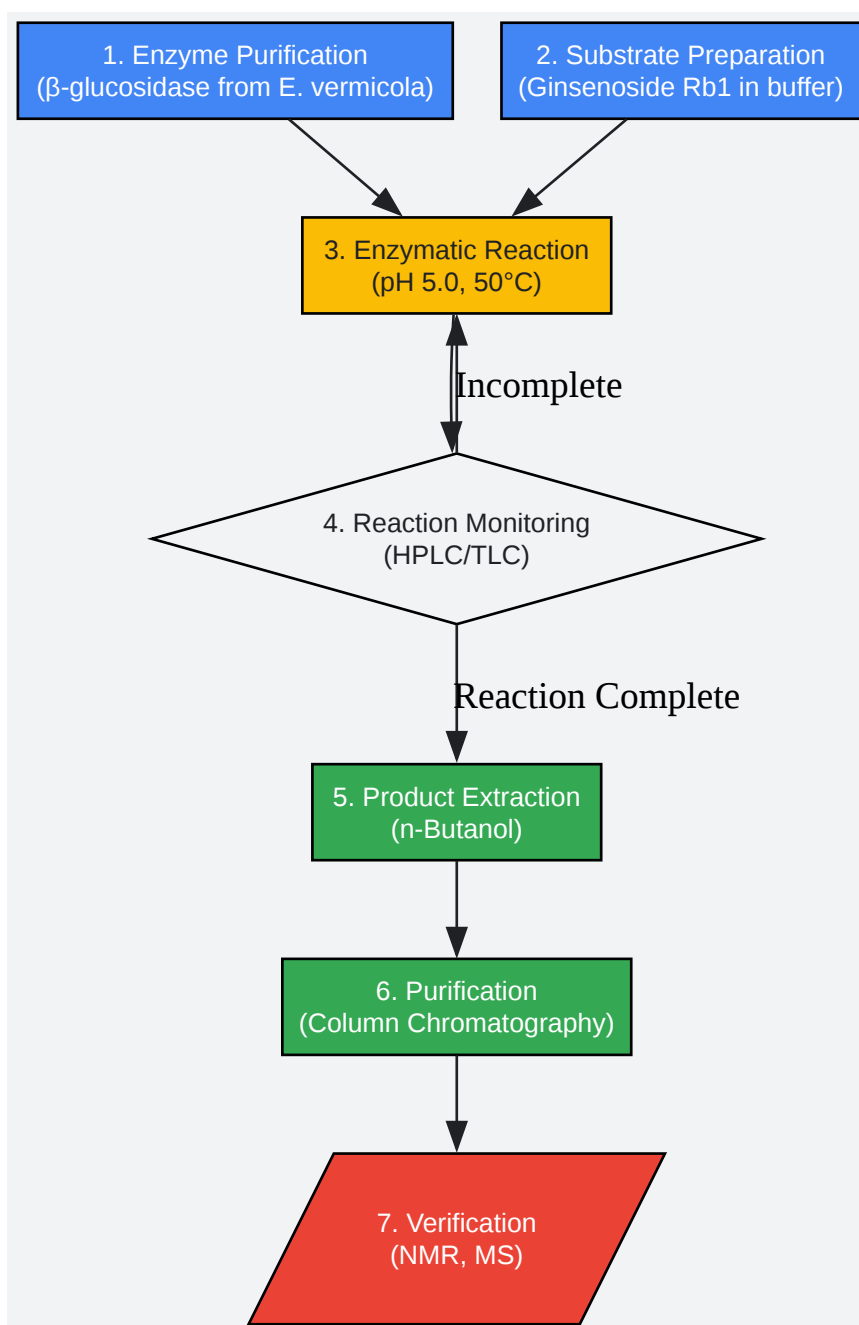 1. Enzyme Purification
(β-glucosidase from E. vermicola)
2. Substrate Preparation
(Ginsenoside Rb1 in buffer)
3. Enzymatic Reaction
(pH 5.0, 50°C)
Incomplete
4. Reaction Monitoring
(HPLC/TLC)
Reaction Complete
5. Product Extraction
(n-Butanol)
6. Purification
(Column Chromatography)
7. Verification
(NMR, MS)